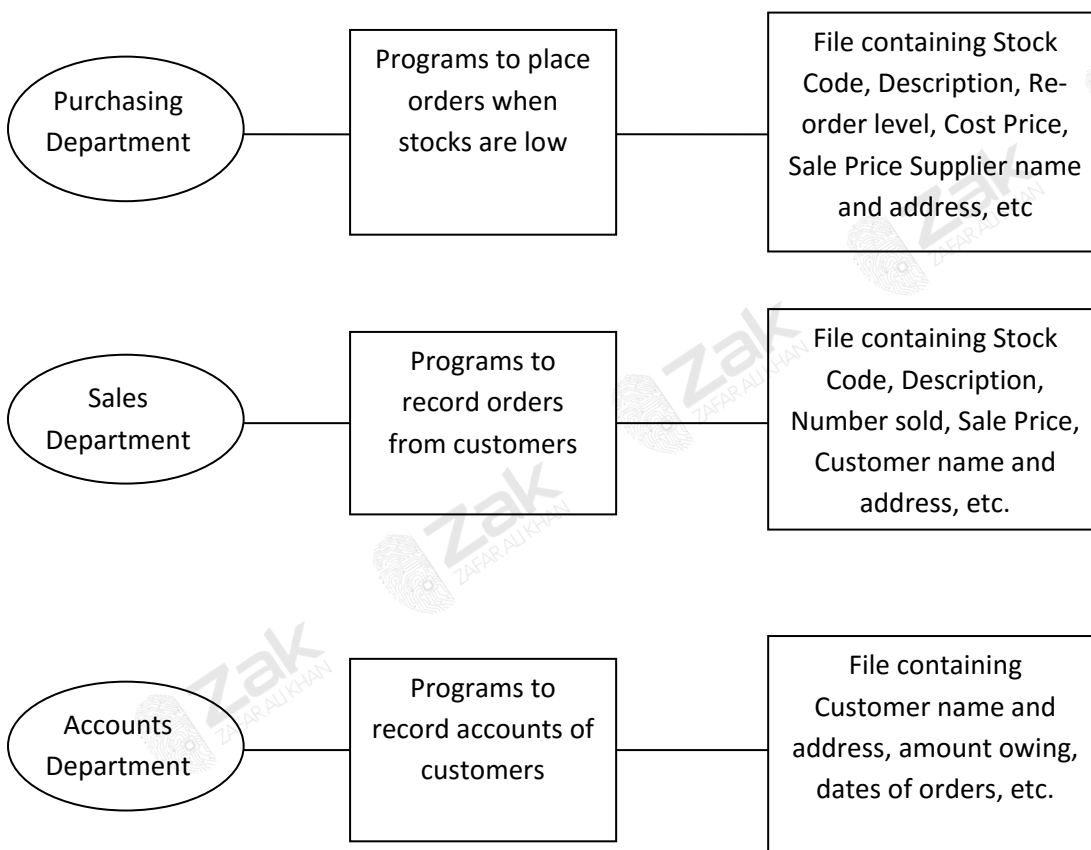 Purchasing
Department
Programs to place
orders when
stocks are low
File containing Stock
Code, Description, Re-
order level, Cost Price,
Sale Price Supplier name
and address, etc
Sales
Department
Programs to
record orders
from customers
File containing Stock
Code, Description,
Number sold, Sale Price,
Customer name and
address, etc.
Accounts
Department
Programs to
record accounts of
customers
File containing
Customer name and
address, amount owing,
dates of orders, etc.
Zak
ZAFAR ALI KHAN
Zak
ZAFAR ALI KHAN
Zak
ZAFAR ALI KHAN
Zak
ZAFAR ALI KHAN